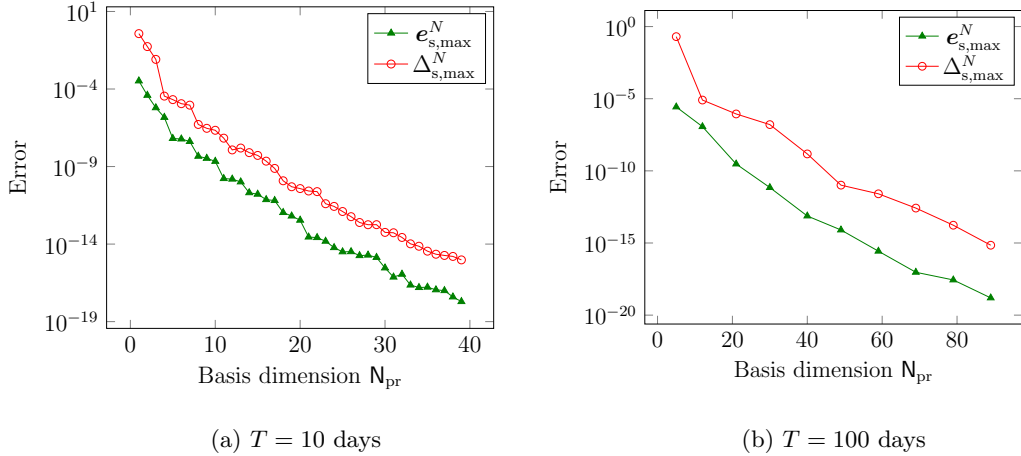 10^1
10^−4
10^−9
10^−14
10^−19
Error
e^N_s,max
Δ^N_s,max
0
10
20
30
40
Basis dimension N_pr
(a) T = 10 days
10^0
10^−5
10^−10
10^−15
10^−20
Error
e^N_s,max
Δ^N_s,max
0
20
40
60
80
Basis dimension N_pr
(b) T = 100 days